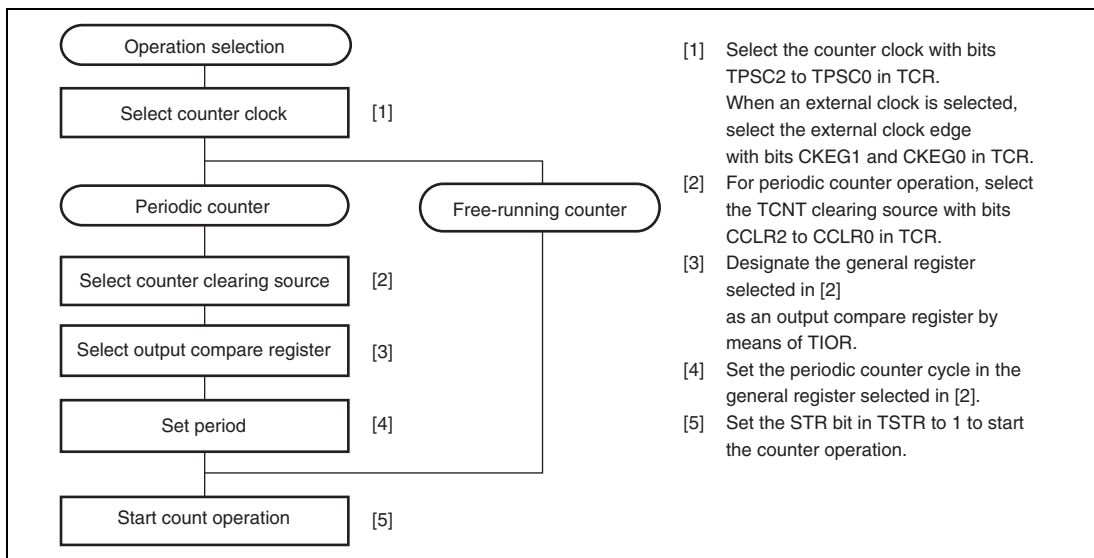 Operation selection
Select counter clock [1]
Periodic counter
Free-running counter
Select counter clearing source [2]
Select output compare register [3]
Set period [4]
Start count operation [5]
[1] Select the counter clock with bits
TPSC2 to TPSC0 in TCR.
When an external clock is selected,
select the external clock edge
with bits CKEG1 and CKEG0 in TCR.
[2] For periodic counter operation, select
the TCNT clearing source with bits
CCLR2 to CCLR0 in TCR.
[3] Designate the general register
selected in [2]
as an output compare register by
means of TIOR.
[4] Set the periodic counter cycle in the
general register selected in [2].
[5] Set the STR bit in TSTR to 1 to start
the counter operation.